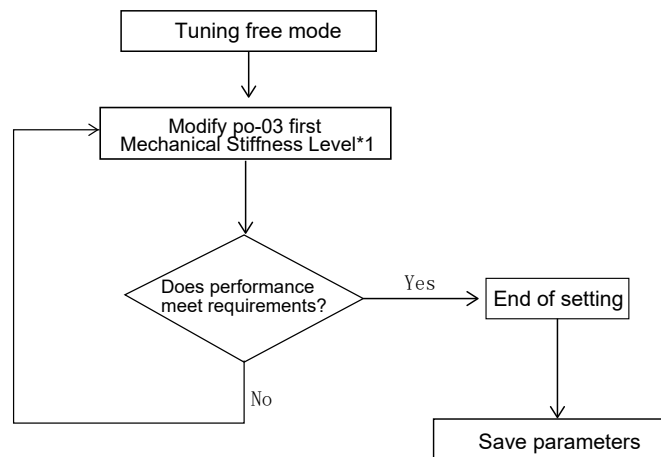 Tuning free mode
Modify po-03 first
Mechanical Stiffness Level*1
Does performance
meet requirements?
Yes
End of setting
No
Save parameters